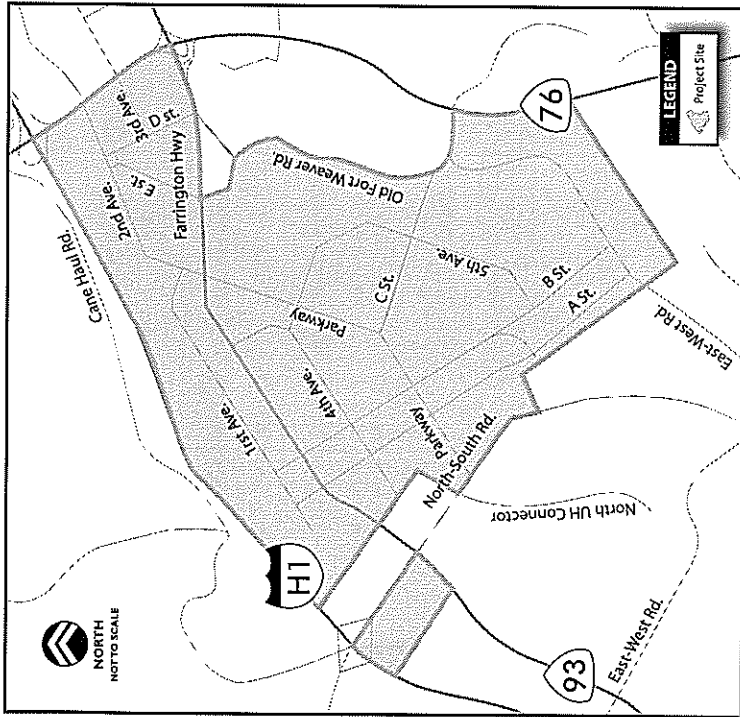 NORTH
NOT TO SCALE
H1
Cane Haul Rd.
2nd Ave.
3rd Ave.
D st.
E st.
Farrington Hwy
1rst Ave.
4th Ave.
Parkway
Old Fort Weaver Rd.
C St.
5th Ave.
B St.
A St.
Parkway
North-South Rd.
North UH Connector
East-West Rd.
East-West Rd.
93
76
LEGEND
Project Site